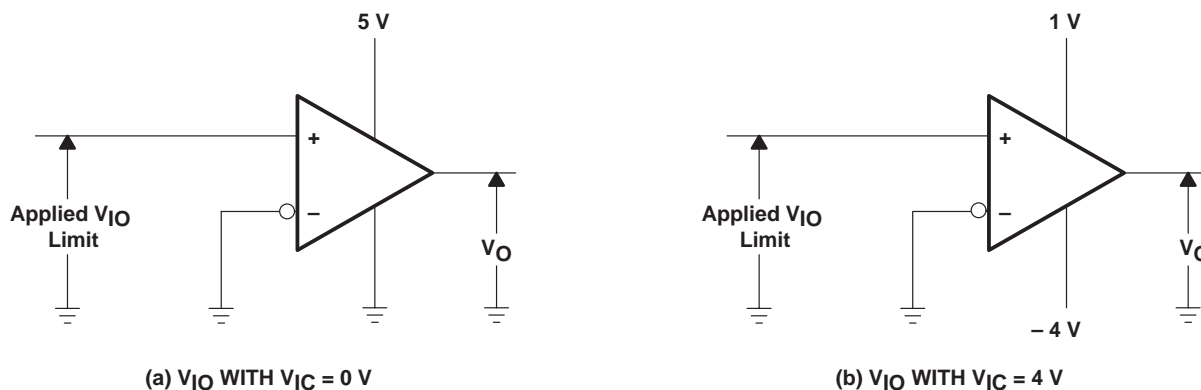 5 V
+
−
Applied VIO
Limit
VO
(a) VIO WITH VIC = 0 V
1 V
+
−
Applied VIO
Limit
VO
− 4 V
(b) VIO WITH VIC = 4 V